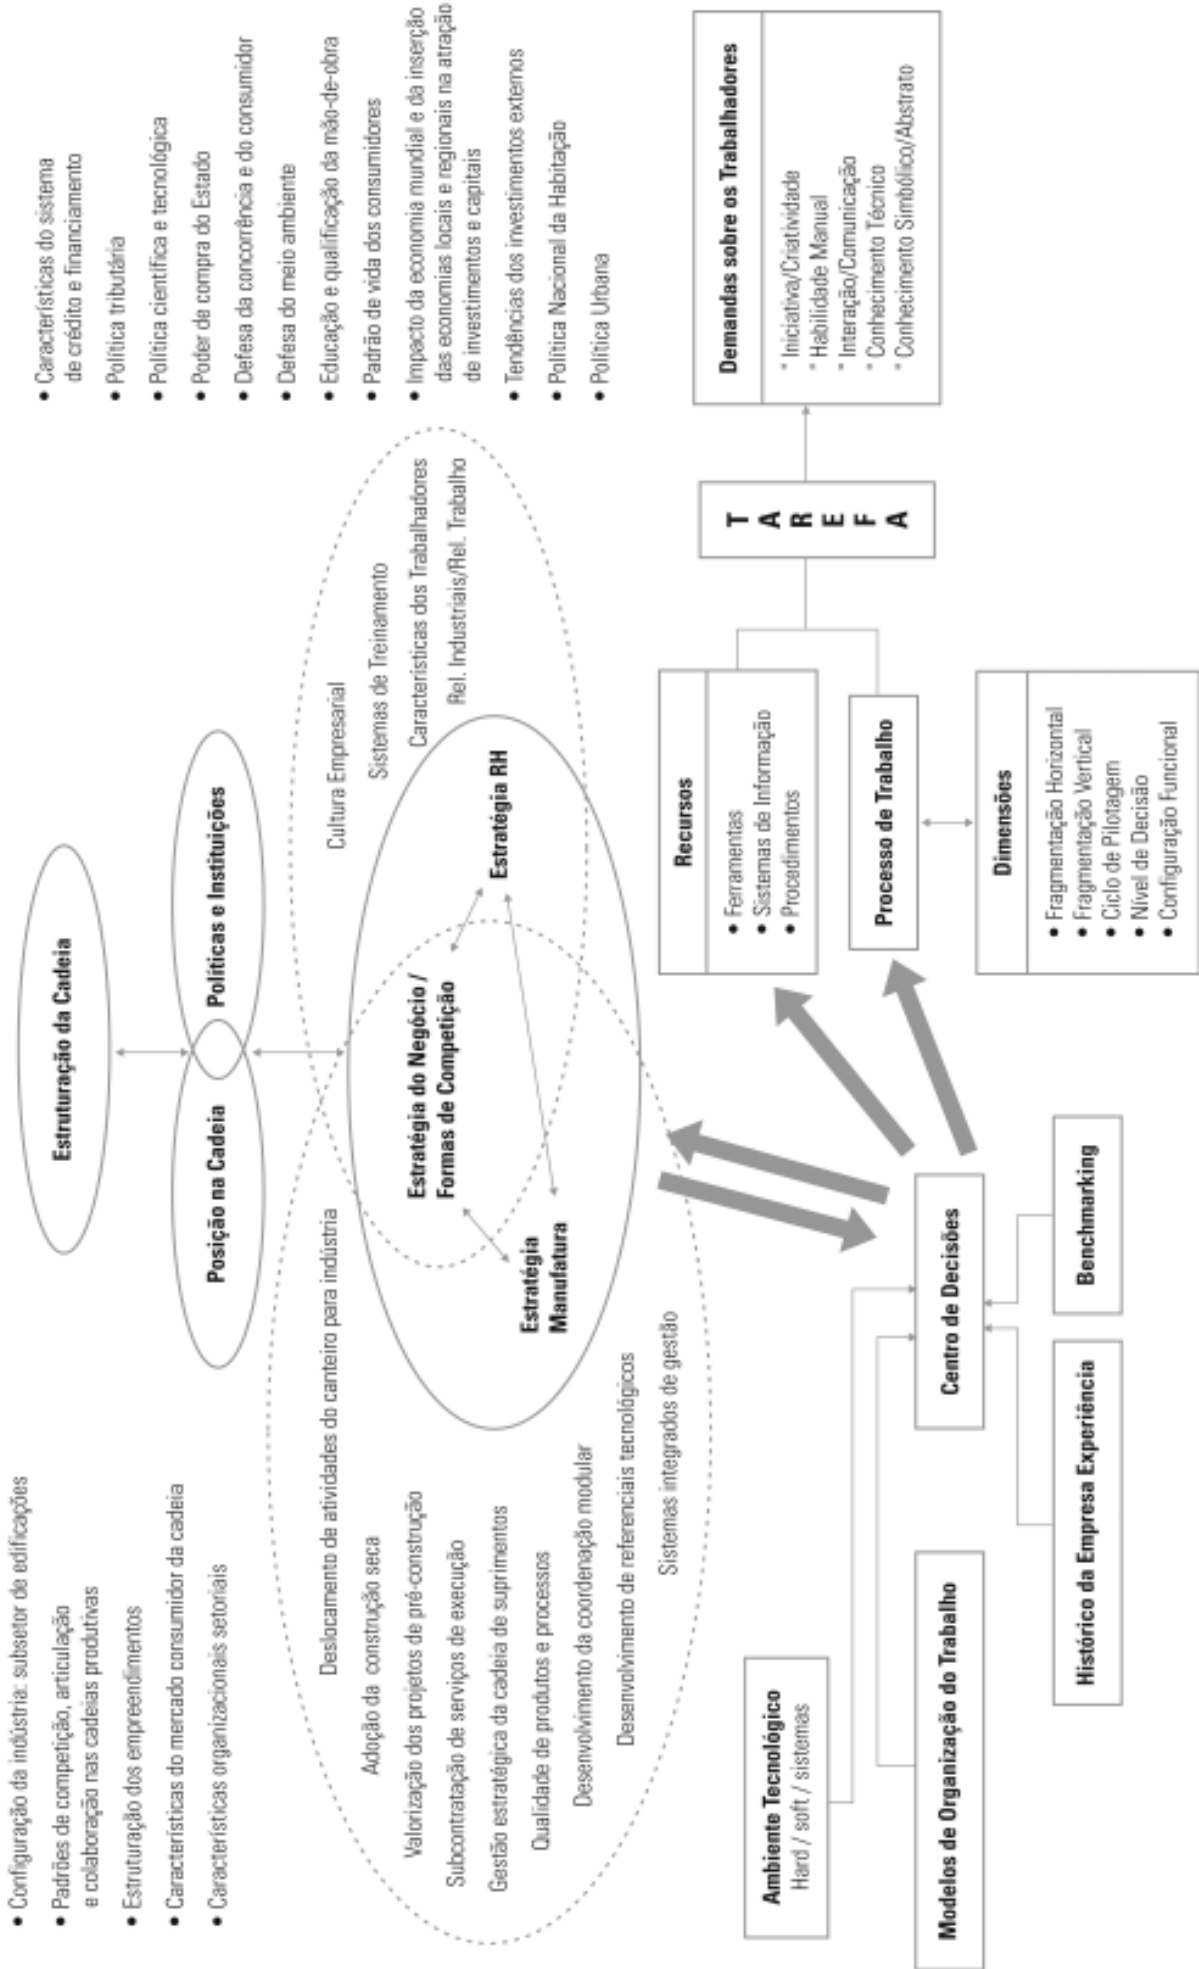 • Configuração da indústria: subsetor de edificações
• Padrões de competição, articulação
e colaboração nas cadeias produtivas
• Estruturação dos empreendimentos
• Características do mercado consumidor da cadeia
• Características organizacionais setoriais
Estruturação da Cadeia
Posição na Cadeia
Políticas e Instituições
• Características do sistema
de crédito e financiamento
• Política tributária
• Política científica e tecnológica
• Poder de compra do Estado
• Defesa da concorrência e do consumidor
• Defesa do meio ambiente
• Educação e qualificação da mão-de-obra
• Padrão de vida dos consumidores
• Impacto da economia mundial e da inserção
das economias locais e regionais na atração
de investimentos e capitais
• Tendências dos investimentos externos
• Política Nacional da Habitação
• Política Urbana
Deslocamento de atividades do canteiro para indústria
Adoção da construção seca
Valorização dos projetos de pré-construção
Subcontratação de serviços de execução
Gestão estratégica da cadeia de suprimentos
Qualidade de produtos e processos
Desenvolvimento da coordenação modular
Desenvolvimento de referenciais tecnológicos
Sistemas integrados de gestão
Estratégia do Negócio /
Formas de Competição
Estratégia
Manufatura
Estratégia RH
Cultura Empresarial
Sistemas de Treinamento
Características dos Trabalhadores
Rel. Industriais/Rel. Trabalho
Ambiente Tecnológico
Hard / soft / sistemas
Modelos de Organização do Trabalho
Histórico da Empresa Experiência
Centro de Decisões
Benchmarking
Recursos
• Ferramentas
• Sistemas de Informação
• Procedimentos
Processo de Trabalho
Dimensões
• Fragmentação Horizontal
• Fragmentação Vertical
• Ciclo de Pilotagem
• Nível de Decisão
• Configuração Funcional
T
A
R
E
F
A
Demandas sobre os Trabalhadores
• Iniciativa/Criatividade
• Habilidade Manual
• Interação/Comunicação
• Conhecimento Técnico
• Conhecimento Simbólico/Abstrato